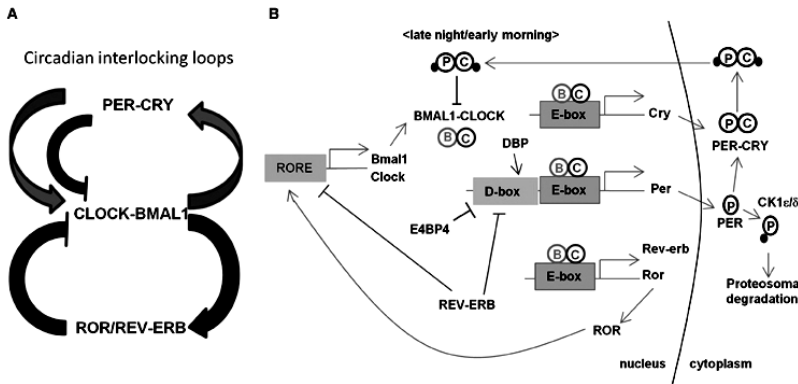 A
Circadian interlocking loops
PER-CRY
CLOCK-BMAL1
ROR/REV-ERB
B
<late night/early morning>
P C
P C
BMAL1-CLOCK
B C
RORE
Bmal1
Clock
B C
E-box
Cry
P C
PER-CRY
DBP
B C
D-box
E-box
Per
E4BP4
P
PER
CK1ε/δ
P
REV-ERB
B C
E-box
Rev-erb
Ror
ROR
Proteosoma
degradation
nucleus
cytoplasm